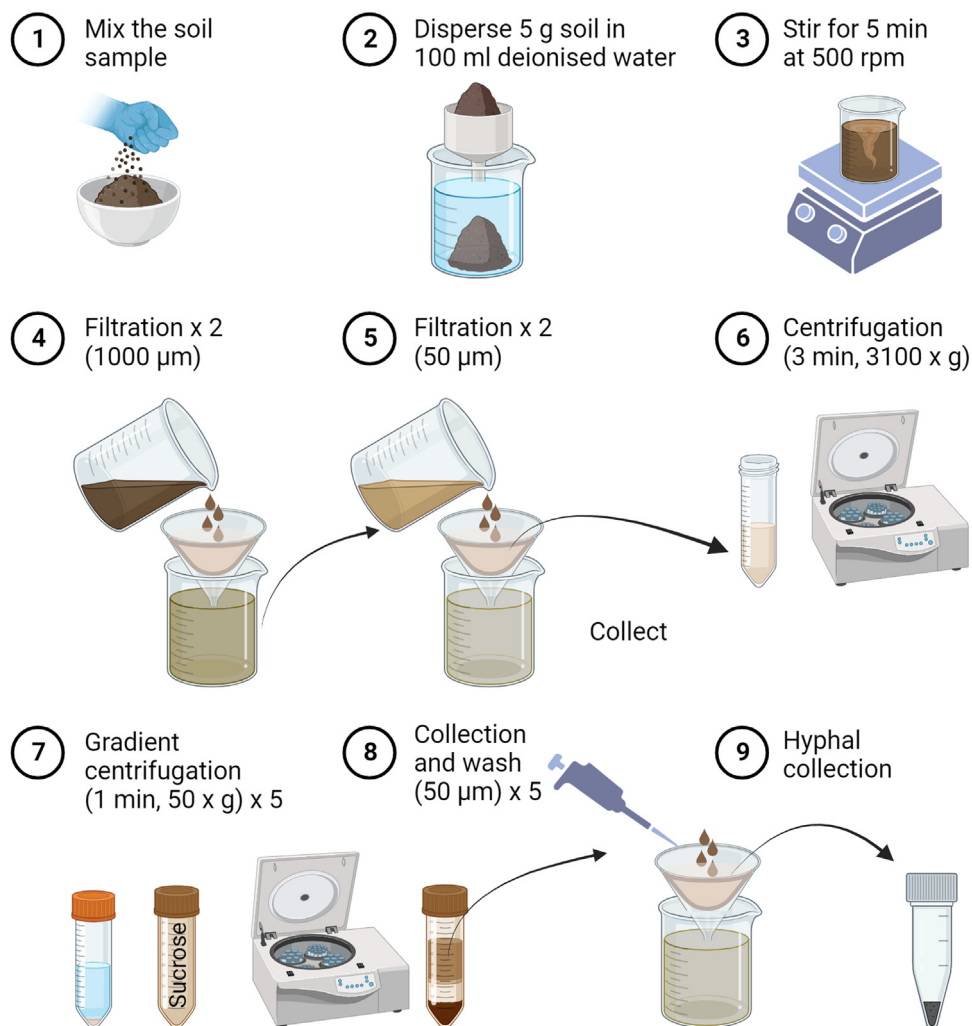 1
Mix the soil
sample
2
Disperse 5 g soil in
100 ml deionised water
3
Stir for 5 min
at 500 rpm
4
Filtration x 2
(1000 µm)
5
Filtration x 2
(50 µm)
6
Centrifugation
(3 min, 3100 x g)
Collect
7
Gradient
centrifugation
(1 min, 50 x g) x 5
8
Collection
and wash
(50 µm) x 5
9
Hyphal
collection
Sucrose